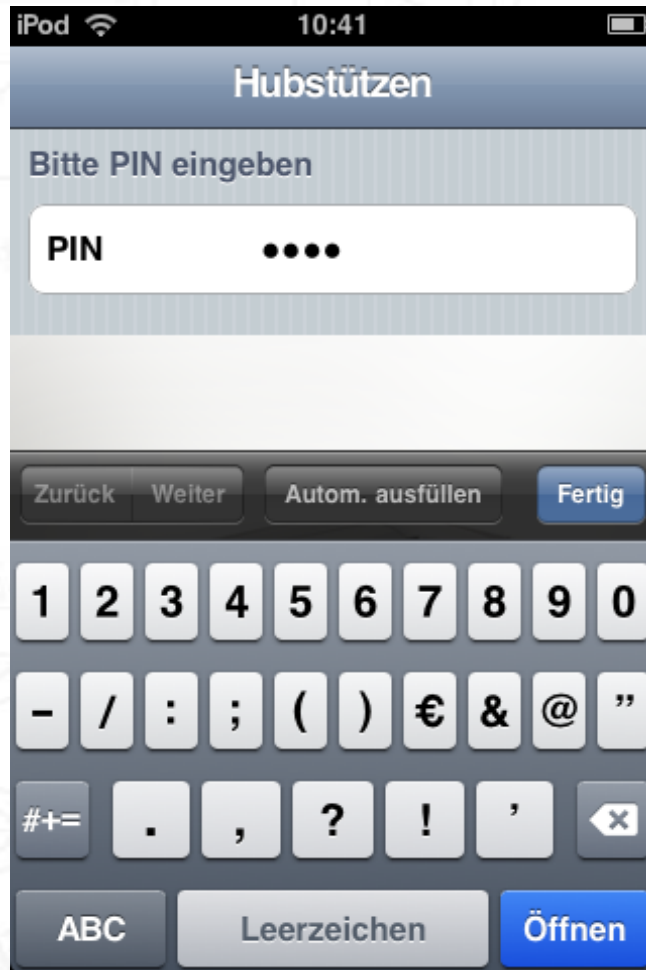 iPod 10:41
Hubstützen
Bitte PIN eingeben
PIN ••••
Zurück Weiter Autom. ausfüllen Fertig
1 2 3 4 5 6 7 8 9 0
- / : ; ( ) € & @ ”
#+= . , ? ! ’
ABC Leerzeichen Öffnen